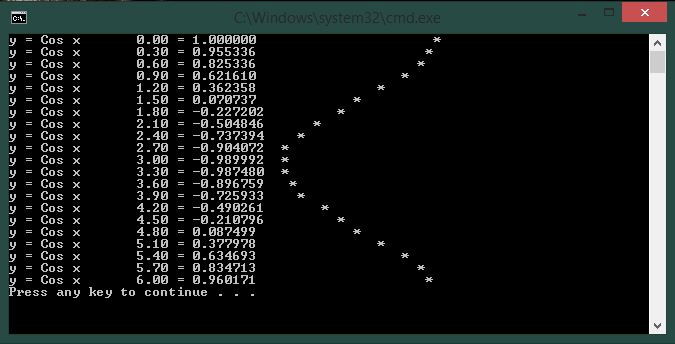 C:\Windows\system32\cmd.exe
y = Cos x 0.00 = 1.000000 *
y = Cos x 0.30 = 0.955336 *
y = Cos x 0.60 = 0.825336 *
y = Cos x 0.90 = 0.621610 *
y = Cos x 1.20 = 0.362358 *
y = Cos x 1.50 = 0.070737 *
y = Cos x 1.80 = -0.227202 *
y = Cos x 2.10 = -0.504846 *
y = Cos x 2.40 = -0.737394 *
y = Cos x 2.70 = -0.904072 *
y = Cos x 3.00 = -0.989992 *
y = Cos x 3.30 = -0.987480 *
y = Cos x 3.60 = -0.896759 *
y = Cos x 3.90 = -0.725933 *
y = Cos x 4.20 = -0.490261 *
y = Cos x 4.50 = -0.210796 *
y = Cos x 4.80 = 0.087499 *
y = Cos x 5.10 = 0.377978 *
y = Cos x 5.40 = 0.634693 *
y = Cos x 5.70 = 0.834713 *
y = Cos x 6.00 = 0.960171 *
Press any key to continue . . .